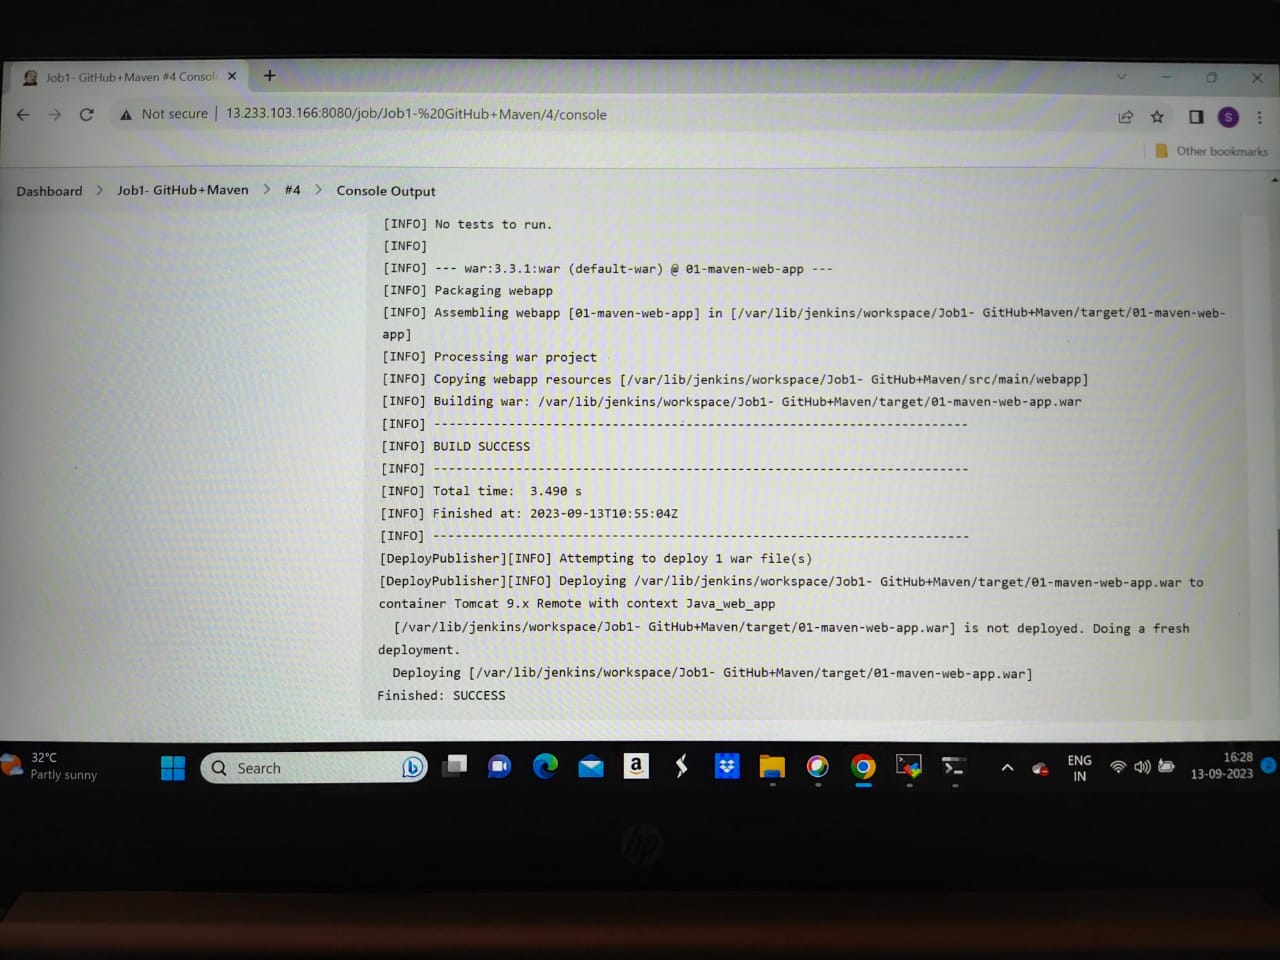 Job1- GitHub+Maven #4 Consol
Not secure
13.233.103.166:8080/job/Job1-%20GitHub+Maven/4/console
S
Other bookmarks
Dashboard > Job1- GitHub+Maven > #4 > Console Output
[INFO] No tests to run.
[INFO]
[INFO] --- war:3.3.1:war (default-war) @ 01-maven-web-app ---
[INFO] Packaging webapp
[INFO] Assembling webapp [01-maven-web-app] in [/var/lib/jenkins/workspace/Job1- GitHub+Maven/target/01-maven-web-
app]
[INFO] Processing war project
[INFO] Copying webapp resources [/var/lib/jenkins/workspace/Job1- GitHub+Maven/src/main/webapp]
[INFO] Building war: /var/lib/jenkins/workspace/Job1- GitHub+Maven/target/01-maven-web-app.war
[INFO] ------------------------------------------------------------------------
[INFO] BUILD SUCCESS
[INFO] ------------------------------------------------------------------------
[INFO] Total time:  3.490 s
[INFO] Finished at: 2023-09-13T10:55:04Z
[INFO] ------------------------------------------------------------------------
[DeployPublisher][INFO] Attempting to deploy 1 war file(s)
[DeployPublisher][INFO] Deploying /var/lib/jenkins/workspace/Job1- GitHub+Maven/target/01-maven-web-app.war to
container Tomcat 9.x Remote with context Java_web_app
[/var/lib/jenkins/workspace/Job1- GitHub+Maven/target/01-maven-web-app.war] is not deployed. Doing a fresh
deployment.
Deploying [/var/lib/jenkins/workspace/Job1- GitHub+Maven/target/01-maven-web-app.war]
Finished: SUCCESS
32°C
Partly sunny
Search
a
ENG
IN
16:28
13-09-2023
2
hp